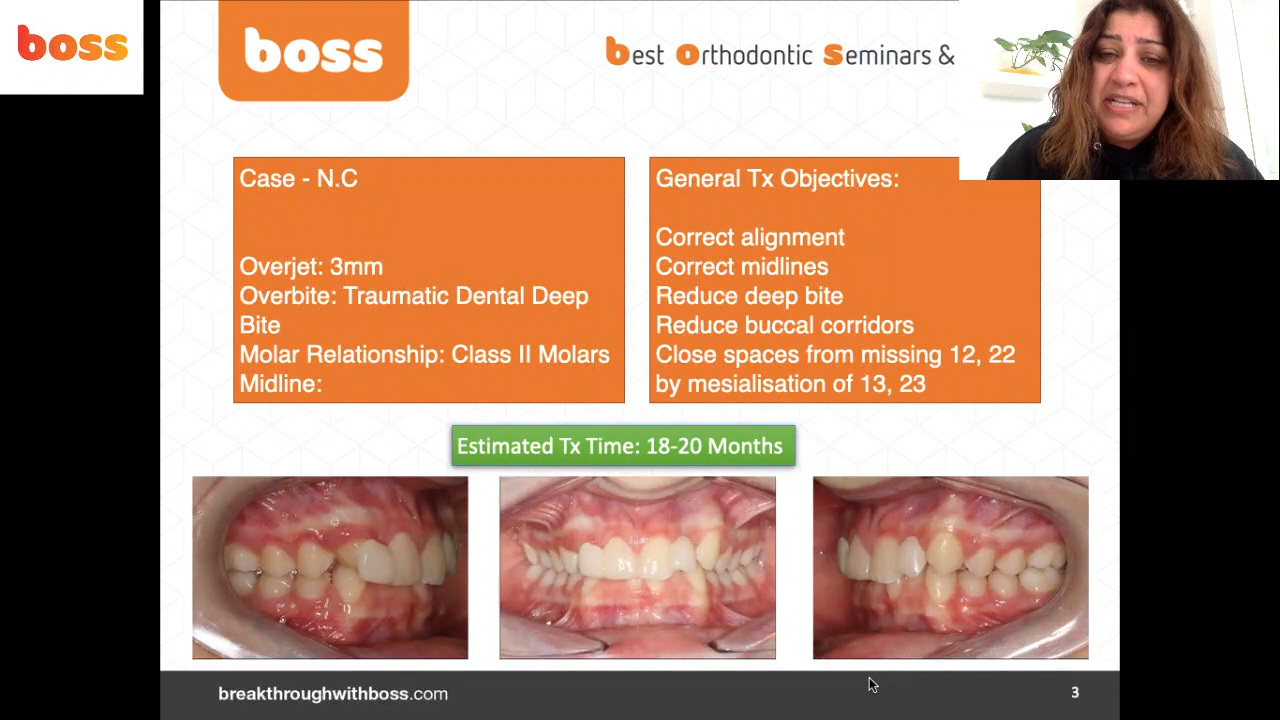 boss
boss
best Orthodontic Seminars &
Case - N.C
Overjet: 3mm
Overbite: Traumatic Dental Deep
Bite
Molar Relationship: Class II Molars
Midline:
General Tx Objectives:
Correct alignment
Correct midlines
Reduce deep bite
Reduce buccal corridors
Close spaces from missing 12, 22
by mesialisation of 13, 23
Estimated Tx Time: 18-20 Months
breakthroughwithboss.com
3